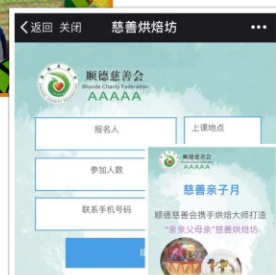 返回 关闭 慈善烘焙坊
顺德慈善会
Shunde Charity Federation
AAAAA
报名人
上课地点
参加人数
联系手机号码
顺德慈善会
AAAAA
慈善亲子月
顺德慈善会携手烘焙大师打造
“亲亲父母亲”慈善烘焙坊